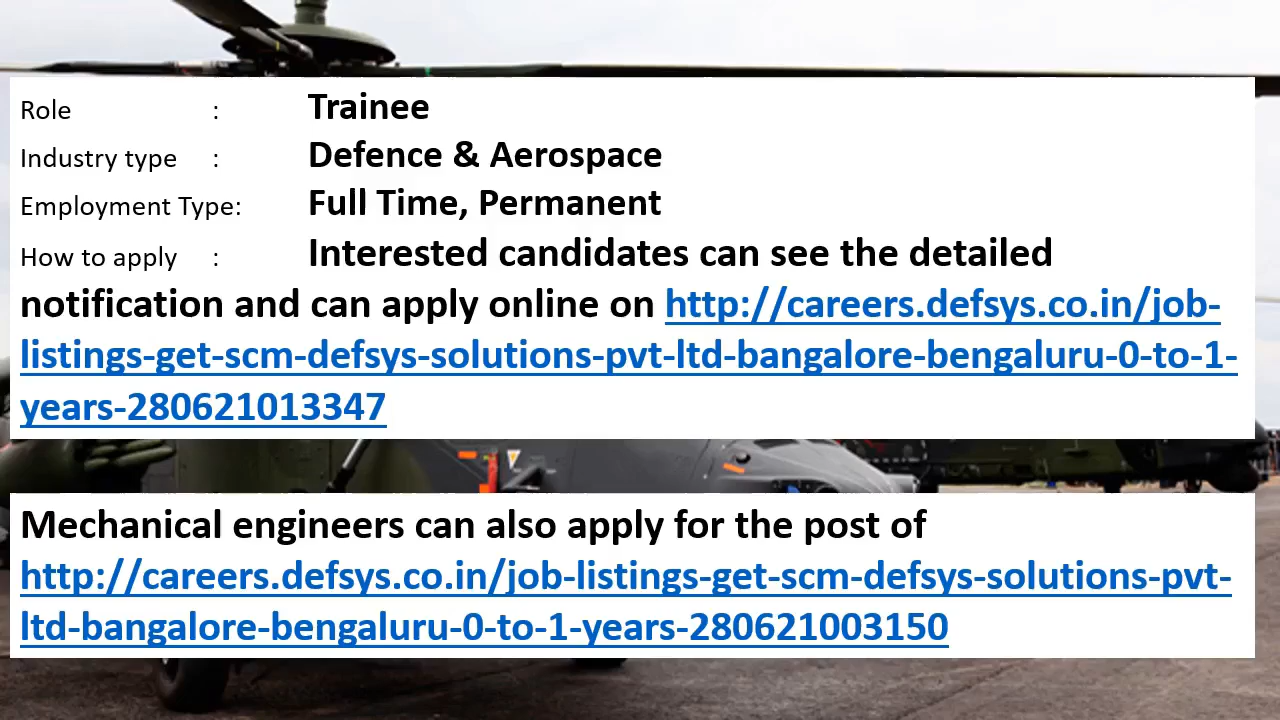 Role : Trainee
Industry type : Defence & Aerospace
Employment Type: Full Time, Permanent
How to apply : Interested candidates can see the detailed
notification and can apply online on http://careers.defsys.co.in/job-
listings-get-scm-defsys-solutions-pvt-ltd-bangalore-bengaluru-0-to-1-
years-280621013347
Mechanical engineers can also apply for the post of
http://careers.defsys.co.in/job-listings-get-scm-defsys-solutions-pvt-
ltd-bangalore-bengaluru-0-to-1-years-280621003150